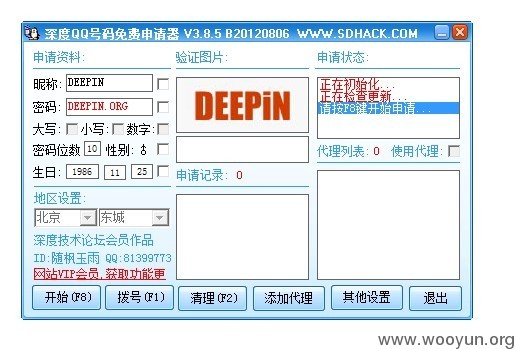 深度QQ号码免费申请器 V3.8.5 B20120806 WWW.SDHACK.COM
申请资料: 验证图片: 申请状态:
昵称: DEEPIN
密码: DEEPIN.ORG
大写: 小写: 数字:
密码位数 10 性别: ♂
生日: 1986 11 25
DEEPiN
正在初始化...
正在检查更新...
请按F8键开始申请...
申请记录: 0
代理列表: 0 使用代理:
地区设置:
北京 东城
深度技术论坛会员作品
ID:随枫玉雨 QQ:81399773
网站VIP会员,获取功能更
开始(F8) 拨号(F1) 清理(F2) 添加代理 其他设置 退出
www.wooyun.org